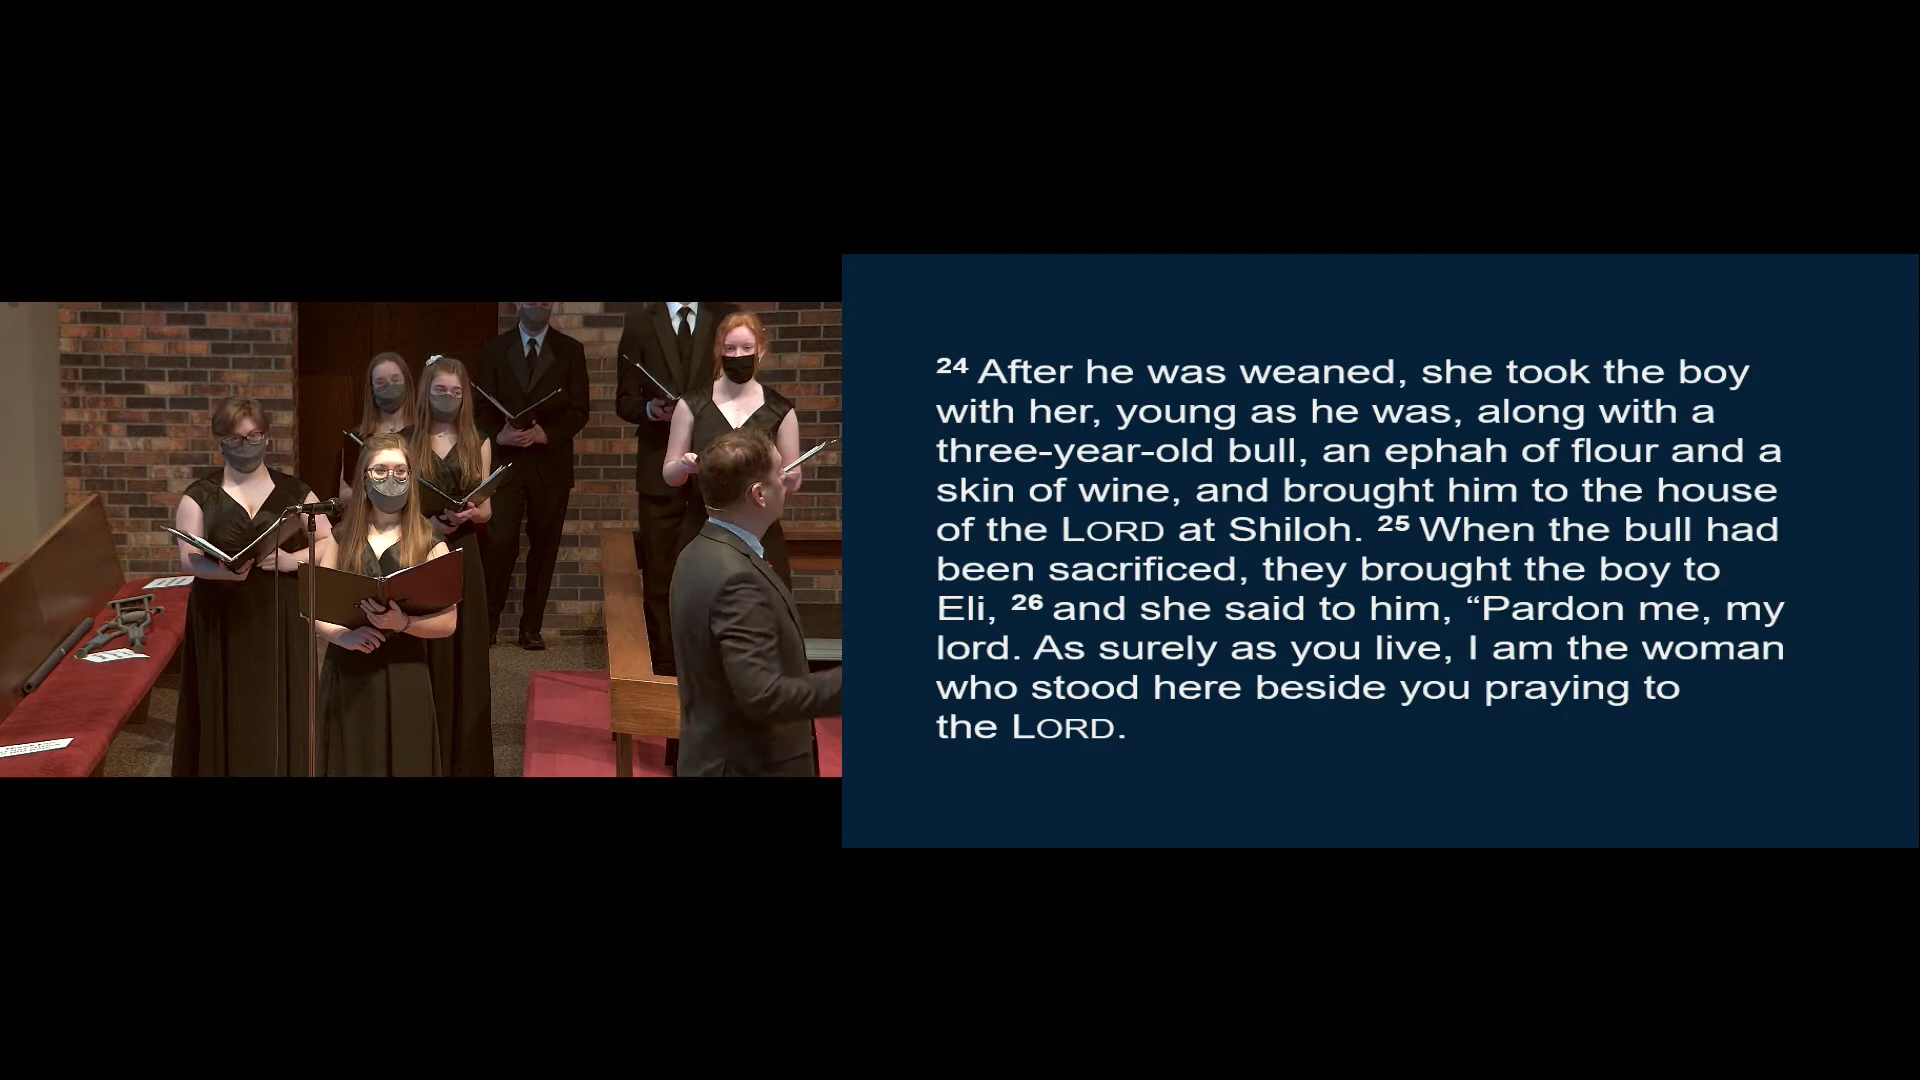 24 After he was weaned, she took the boy
with her, young as he was, along with a
three-year-old bull, an ephah of flour and a
skin of wine, and brought him to the house
of the LORD at Shiloh. 25 When the bull had
been sacrificed, they brought the boy to
Eli, 26 and she said to him, “Pardon me, my
lord. As surely as you live, I am the woman
who stood here beside you praying to
the LORD.